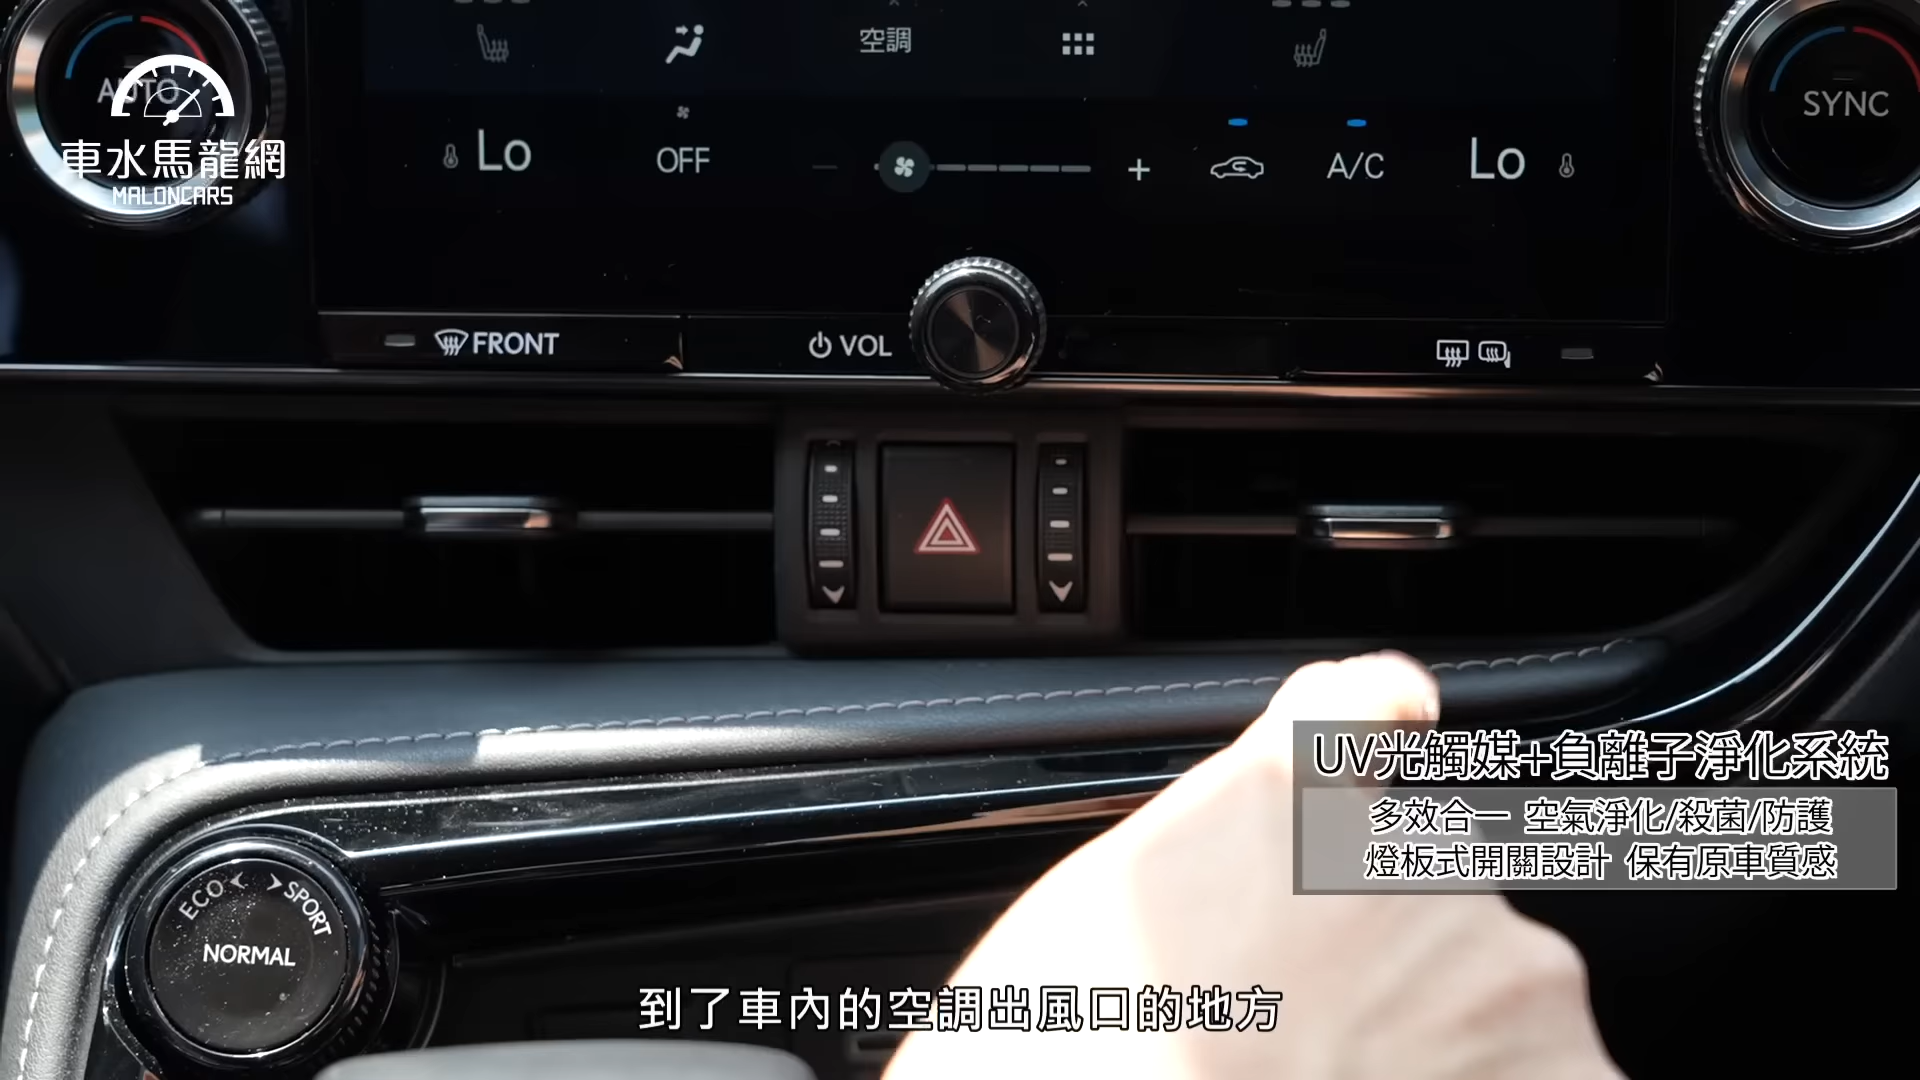 空調
AUTO
SYNC
Lo
OFF
A/C
Lo
車水馬龍網
MALONCARS
FRONT
VOL
UV光觸媒+負離子淨化系統
多效合一 空氣淨化/殺菌/防護
燈板式開關設計 保有原車質感
ECO
SPORT
NORMAL
到了車內的空調出風口的地方